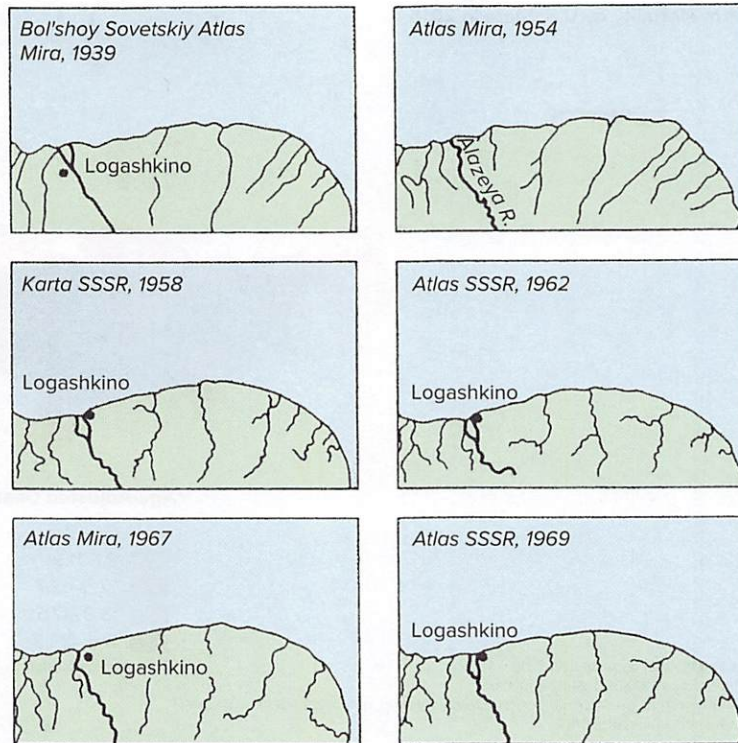 Bol'shoy Sovetskiy Atlas
Mira, 1939
Logashkino
Atlas Mira, 1954
Alazeya R.
Karta SSSR, 1958
Logashkino
Atlas SSSR, 1962
Logashkino
Atlas Mira, 1967
Logashkino
Atlas SSSR, 1969
Logashkino